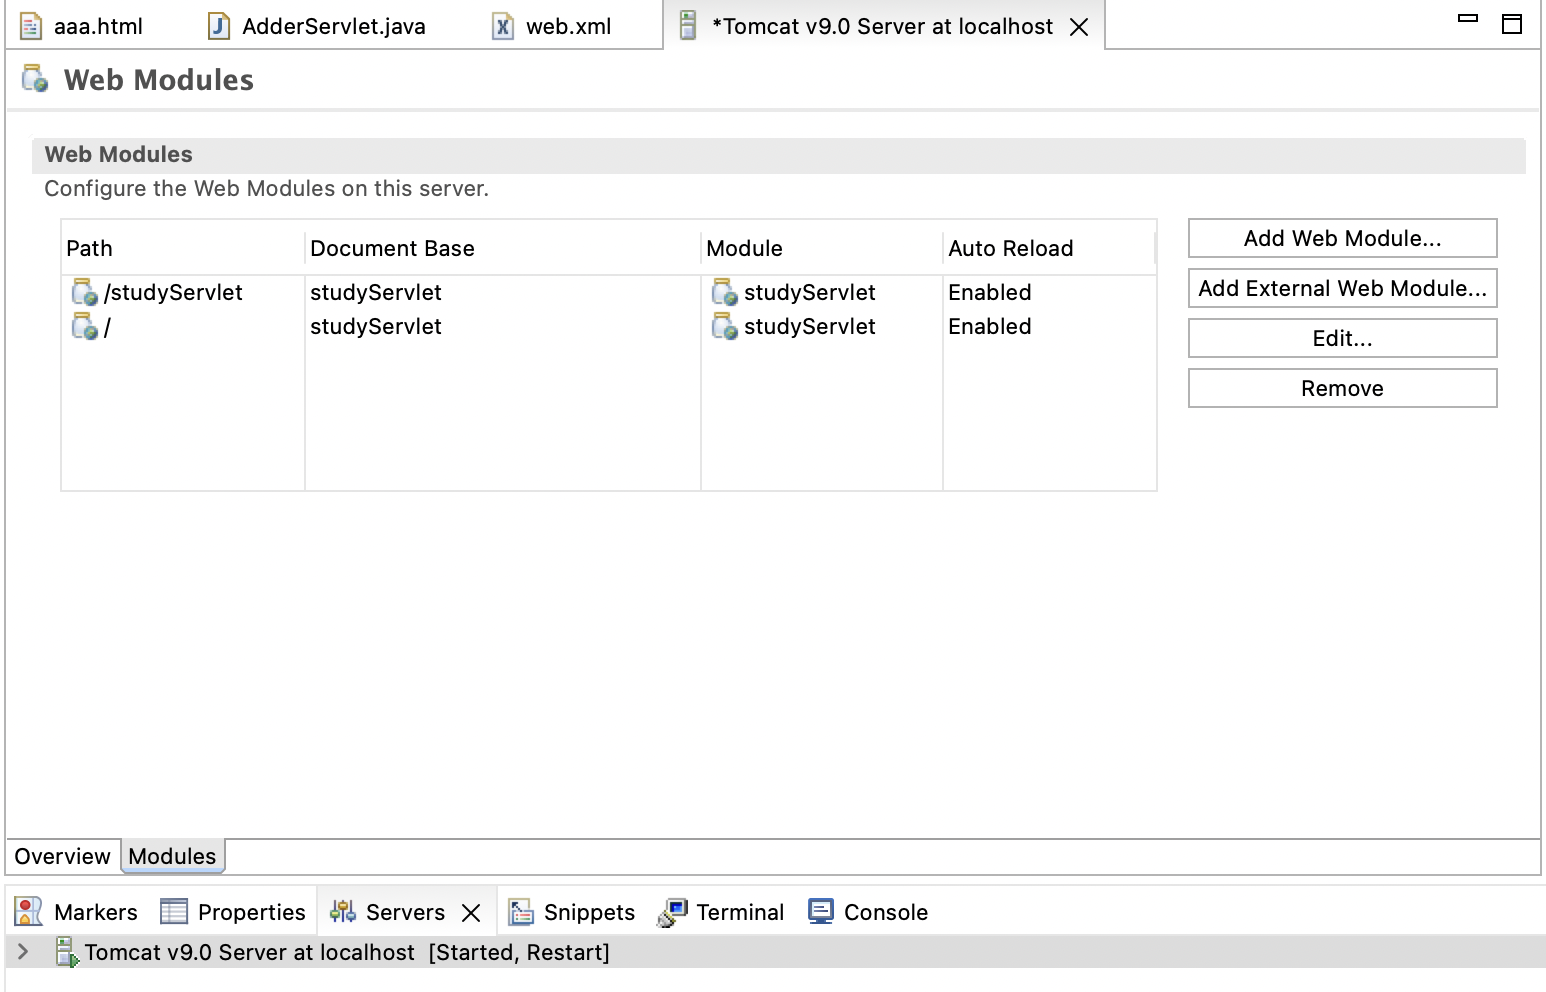 aaa.html AdderServlet.java web.xml *Tomcat v9.0 Server at localhost
Web Modules
Web Modules
Configure the Web Modules on this server.
Path Document Base Module Auto Reload
/studyServlet studyServlet studyServlet Enabled
/ studyServlet studyServlet Enabled
Add Web Module...
Add External Web Module...
Edit...
Remove
Overview Modules
Markers Properties Servers Snippets Terminal Console
Tomcat v9.0 Server at localhost [Started, Restart]